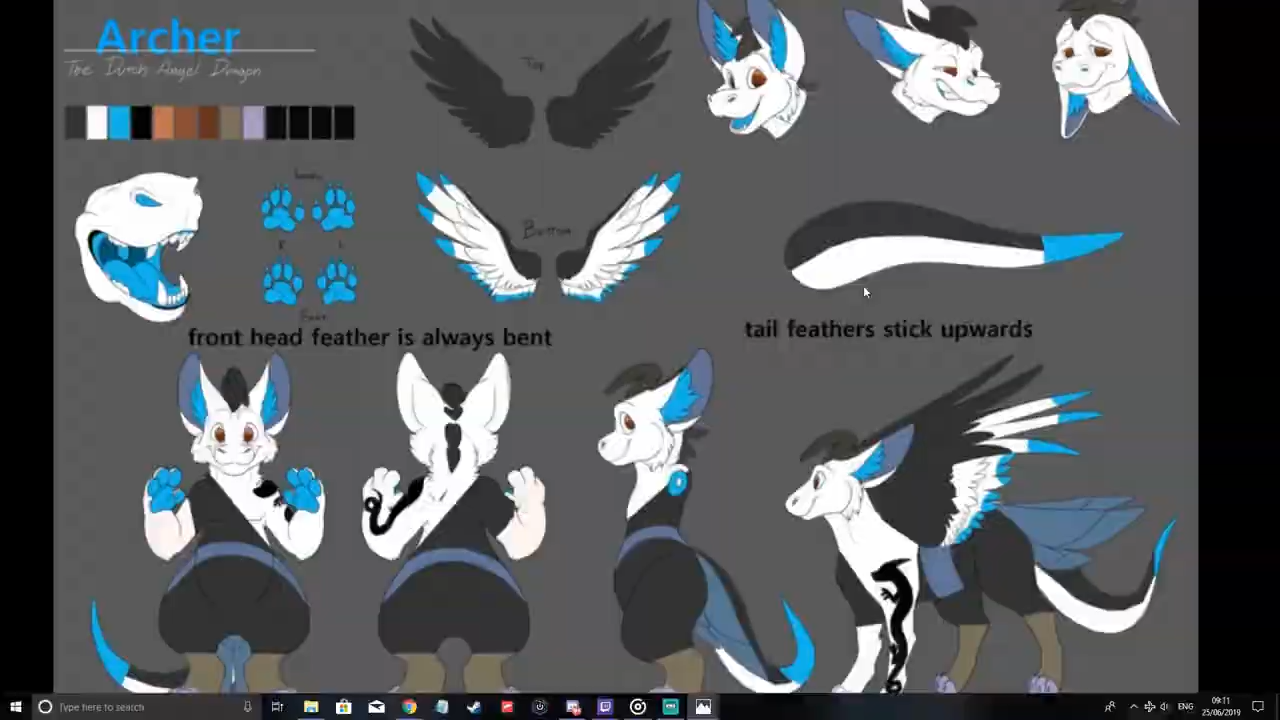 Archer
The Dutch Angel Dragon
Top
Bottom
front head feather is always bent
tail feathers stick upwards
Type here to search
ENG
09:11
25/06/2019